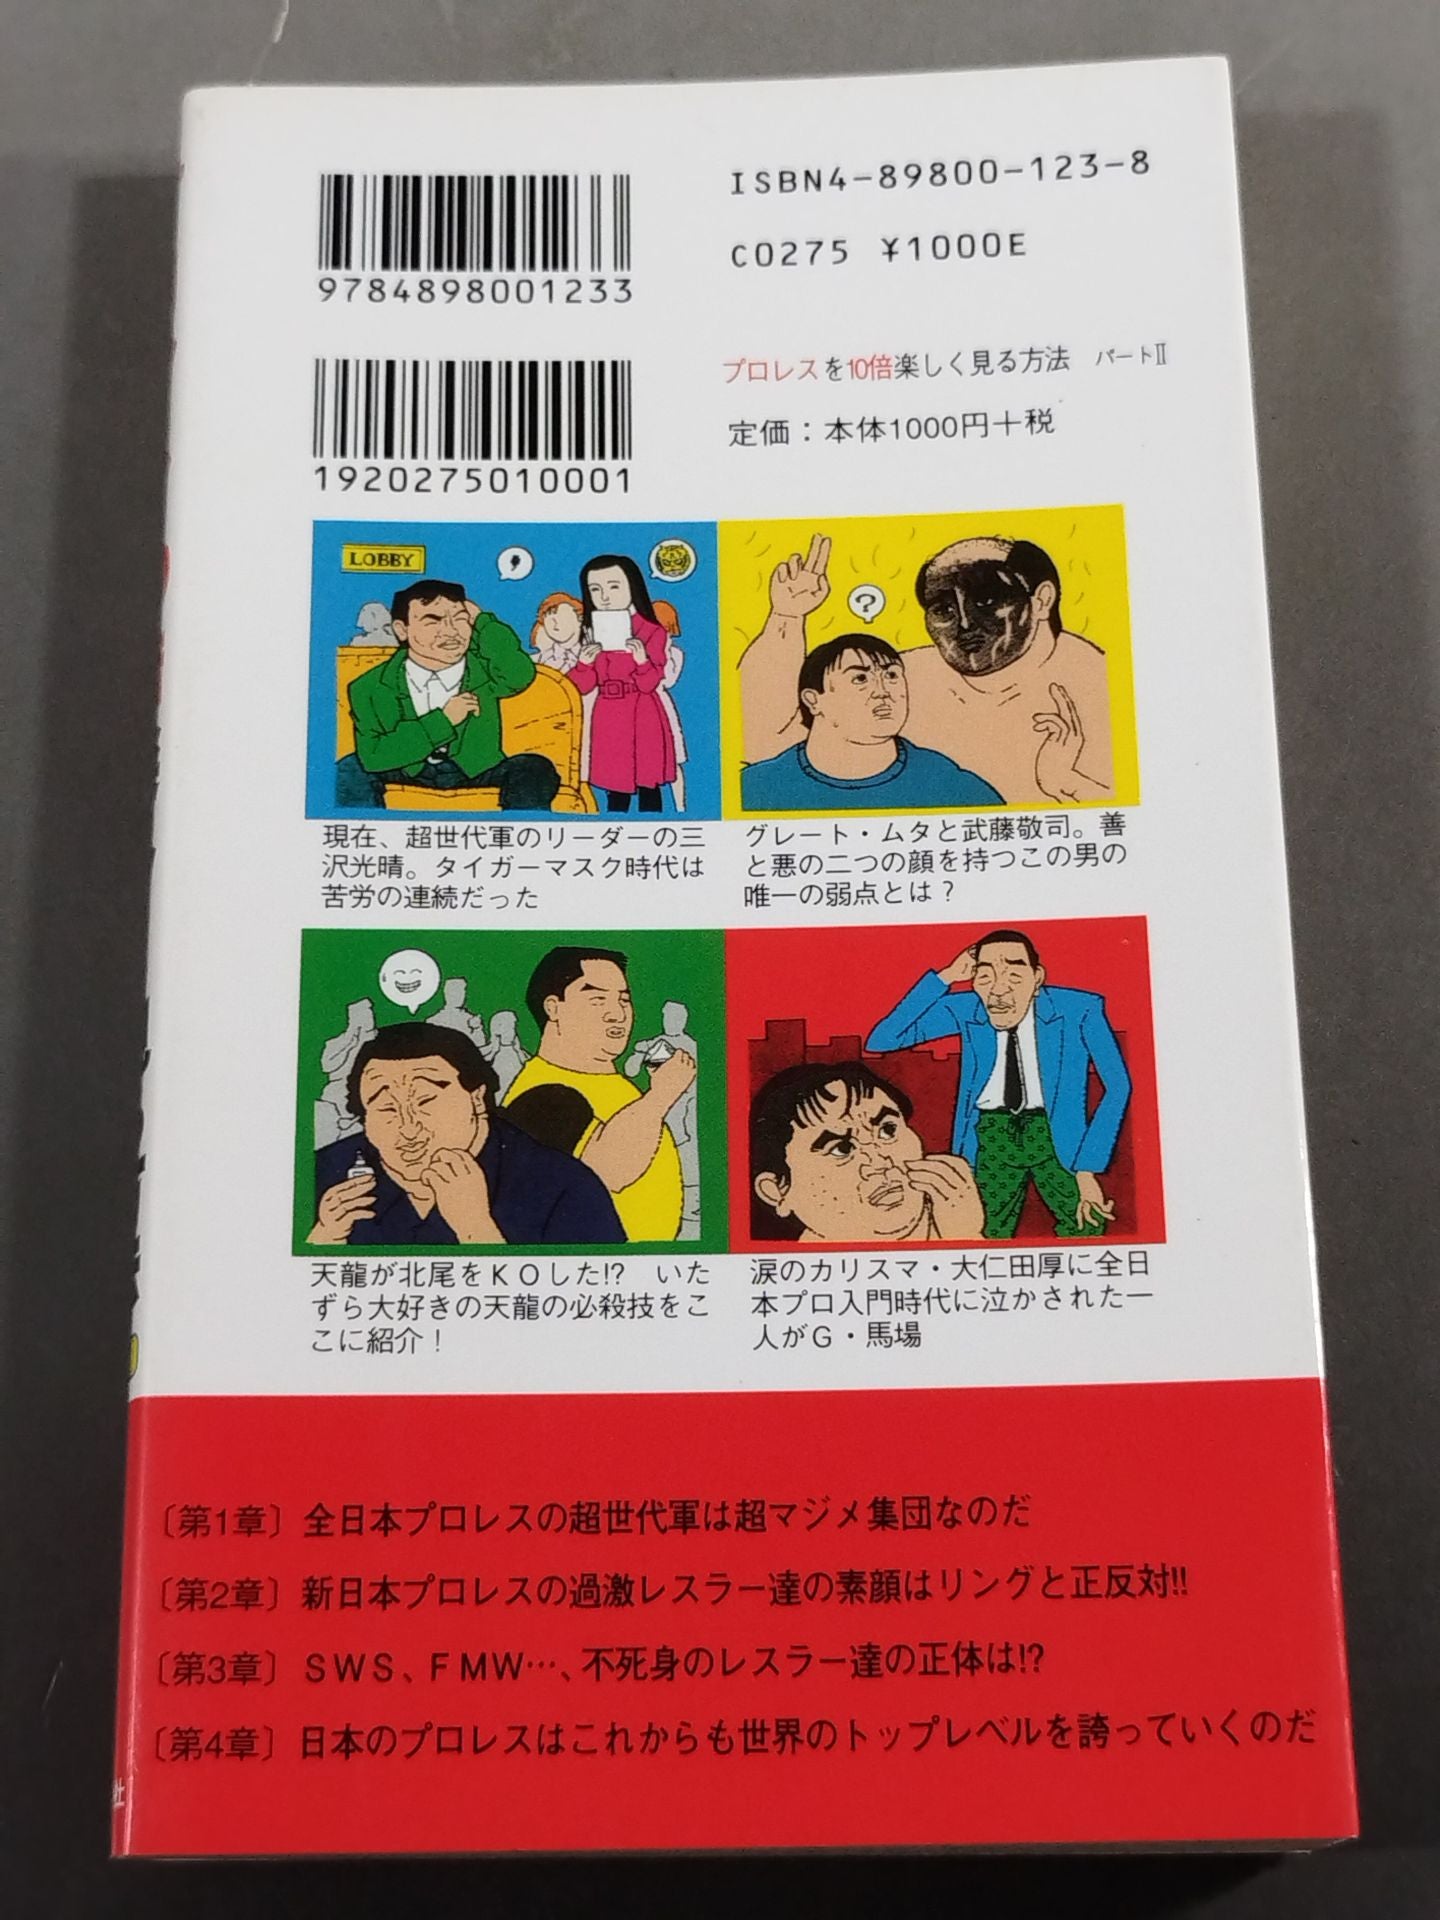 ISBN4-89800-123-8
C0275 ¥1000E
9784898001233
プロレスを10倍楽しく見る方法 パートⅡ
定価：本体1000円＋税
1920275010001
LOBBY
?
現在、超世代軍のリーダーの三
沢光晴。タイガーマスク時代は
苦労の連続だった
グレート・ムタと武藤敬司。善
と悪の二つの顔を持つこの男の
唯一の弱点とは？
天龍が北尾をＫＯした!? いた
ずら大好きの天龍の必殺技をこ
こに紹介！
涙のカリスマ・大仁田厚に全日
本プロ入門時代に泣かされた一
人がＧ・馬場
〔第1章〕全日本プロレスの超世代軍は超マジメ集団なのだ
〔第2章〕新日本プロレスの過激レスラー達の素顔はリングと正反対!!
〔第3章〕ＳＷＳ、ＦＭＷ…、不死身のレスラー達の正体は!?
〔第4章〕日本のプロレスはこれからも世界のトップレベルを誇っていくのだ
社